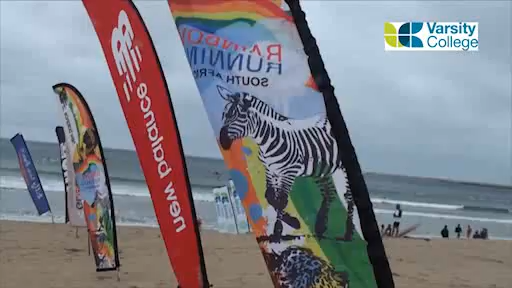 Varsity
College
RAINBOW
RUNNING
SOUTH AFRICA
new balance